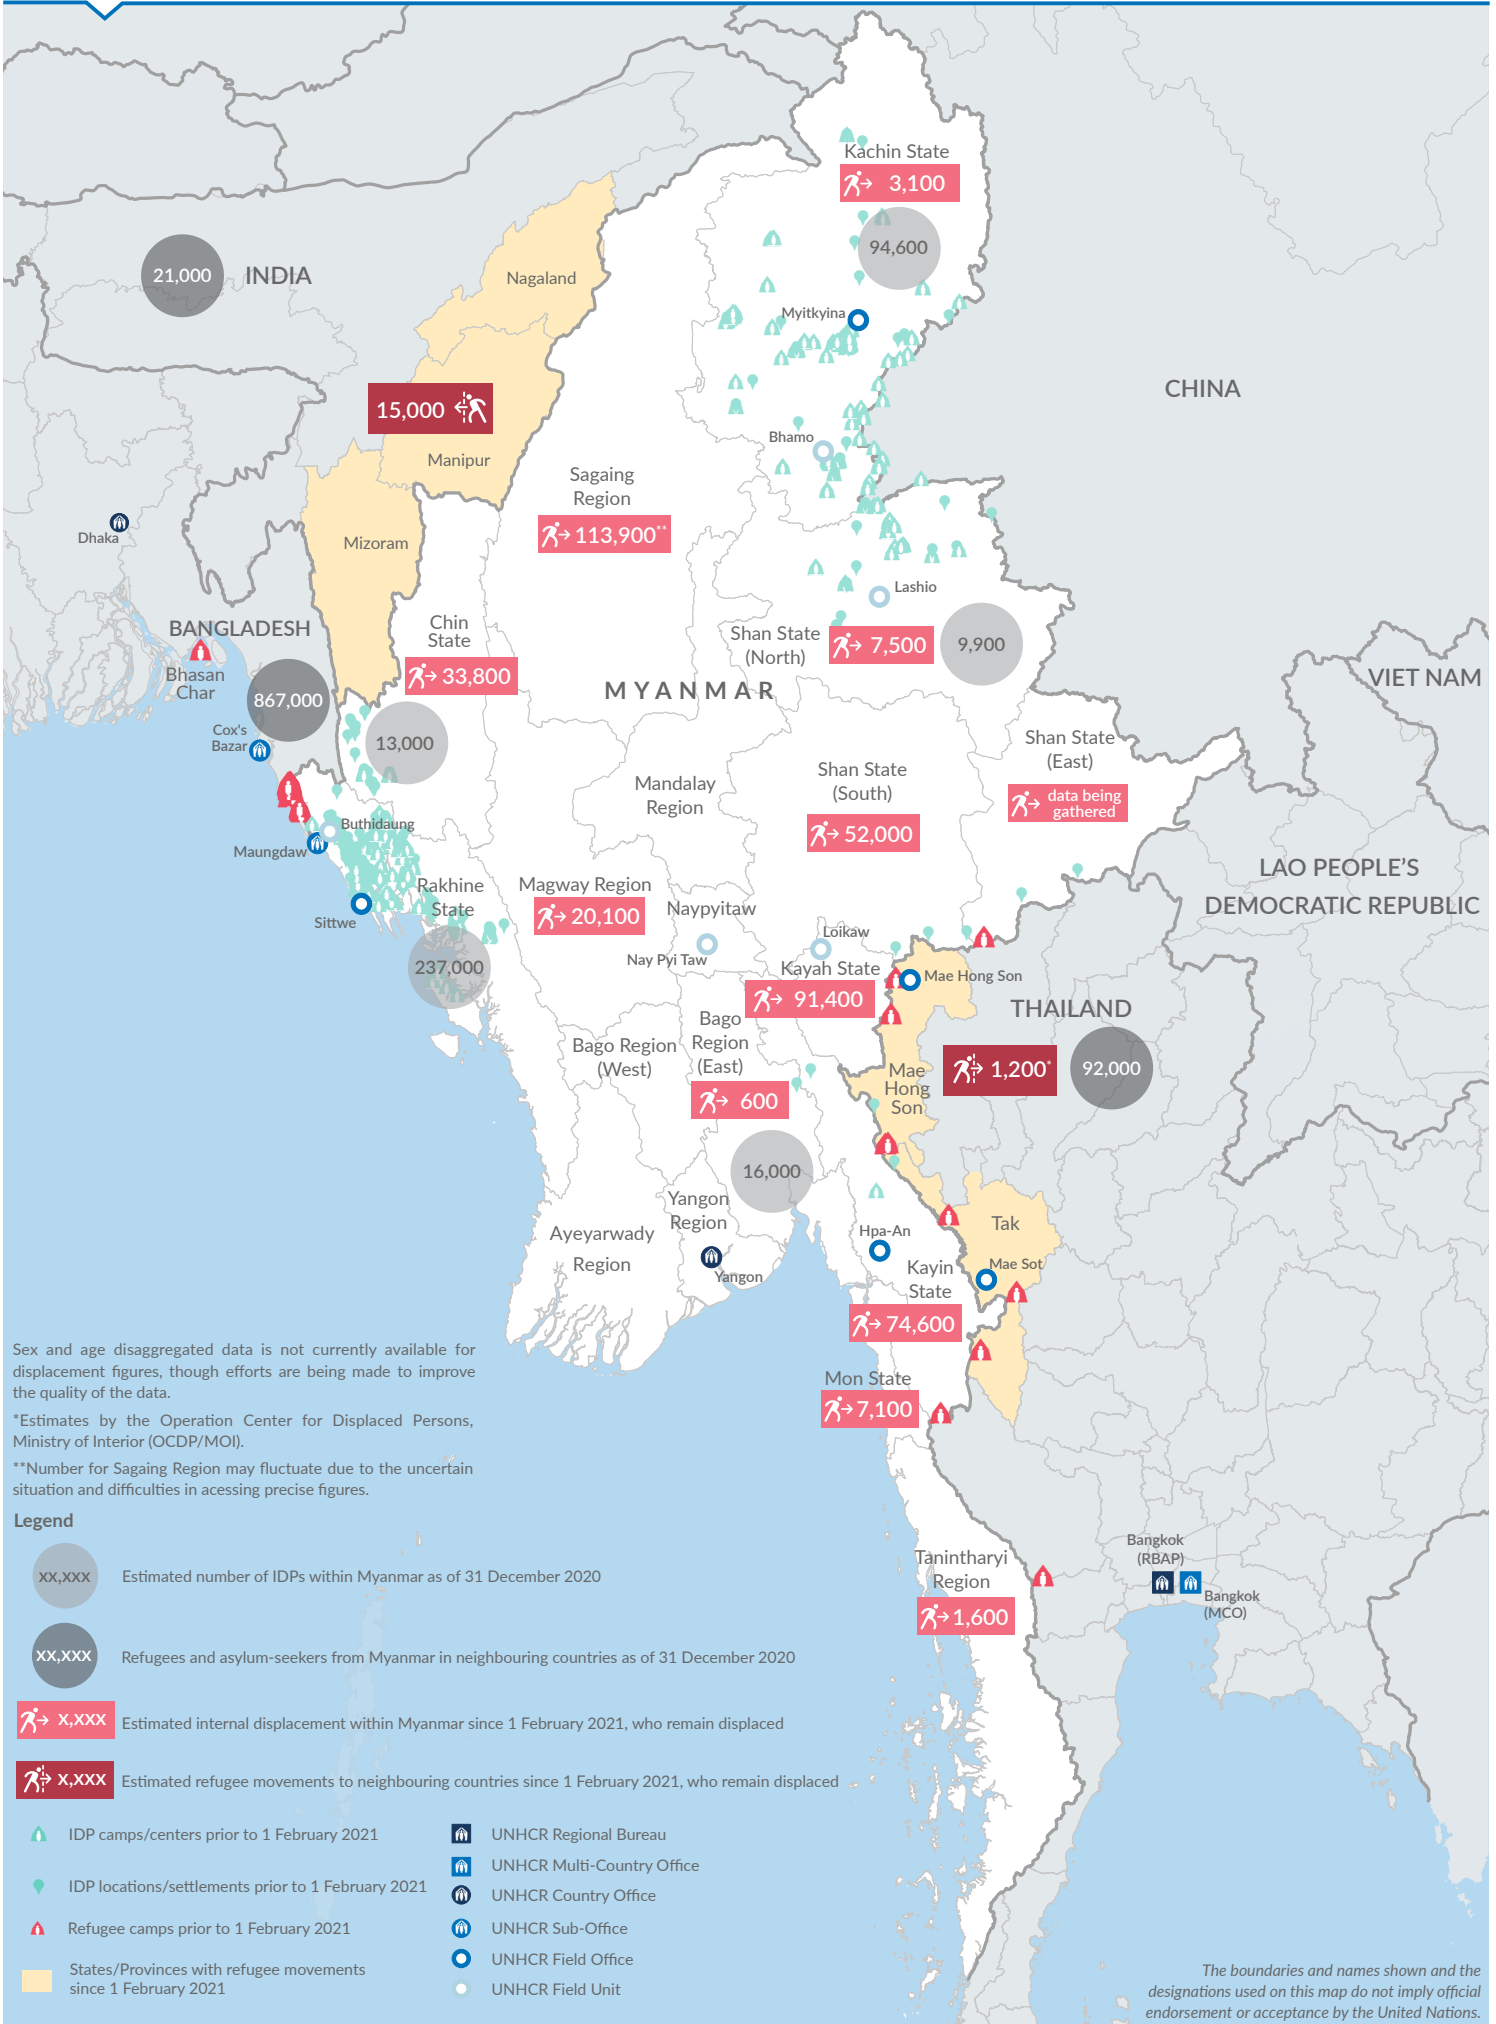 Kachin State
3,100
94,600
21,000
INDIA
Nagaland
Myitkyina
CHINA
15,000
Manipur
Bhamo
Sagaing
Region
113,900**
Dhaka
Mizoram
Lashio
Chin
State
33,800
BANGLADESH
Bhasan
Char
Shan State
(North)
7,500
9,900
VIET NAM
MYANMAR
867,000
Cox's
Bazar
13,000
Shan State
(East)
data being
gathered
Mandalay
Region
Shan State
(South)
52,000
Buthidaung
Maungdaw
LAO PEOPLE'S
DEMOCRATIC REPUBLIC
Rakhine
State
Magway Region
20,100
Naypyitaw
Sittwe
Loikaw
Nay Pyi Taw
237,000
Kayah State
91,400
Mae Hong Son
THAILAND
Bago
Region
(East)
600
Bago Region
(West)
Mae
Hong
Son
1,200*
92,000
16,000
Yangon
Region
Ayeyarwady
Region
Tak
Hpa-An
Yangon
Mae Sot
Kayin
State
74,600
Mon State
7,100
Sex and age disaggregated data is not currently available for
displacement figures, though efforts are being made to improve
the quality of the data.
*Estimates by the Operation Center for Displaced Persons,
Ministry of Interior (OCDP/MOI).
**Number for Sagaing Region may fluctuate due to the uncertain
situation and difficulties in acessing precise figures.
Bangkok
(RBAP)
Bangkok
(MCO)
Tanintharyi
Region
1,600
Legend
xx,xxx
Estimated number of IDPs within Myanmar as of 31 December 2020
xx,xxx
Refugees and asylum-seekers from Myanmar in neighbouring countries as of 31 December 2020
x,xxx
Estimated internal displacement within Myanmar since 1 February 2021, who remain displaced
x,xxx
Estimated refugee movements to neighbouring countries since 1 February 2021, who remain displaced
IDP camps/centers prior to 1 February 2021
IDP locations/settlements prior to 1 February 2021
Refugee camps prior to 1 February 2021
States/Provinces with refugee movements
since 1 February 2021
UNHCR Regional Bureau
UNHCR Multi-Country Office
UNHCR Country Office
UNHCR Sub-Office
UNHCR Field Office
UNHCR Field Unit
The boundaries and names shown and the
designations used on this map do not imply official
endorsement or acceptance by the United Nations.